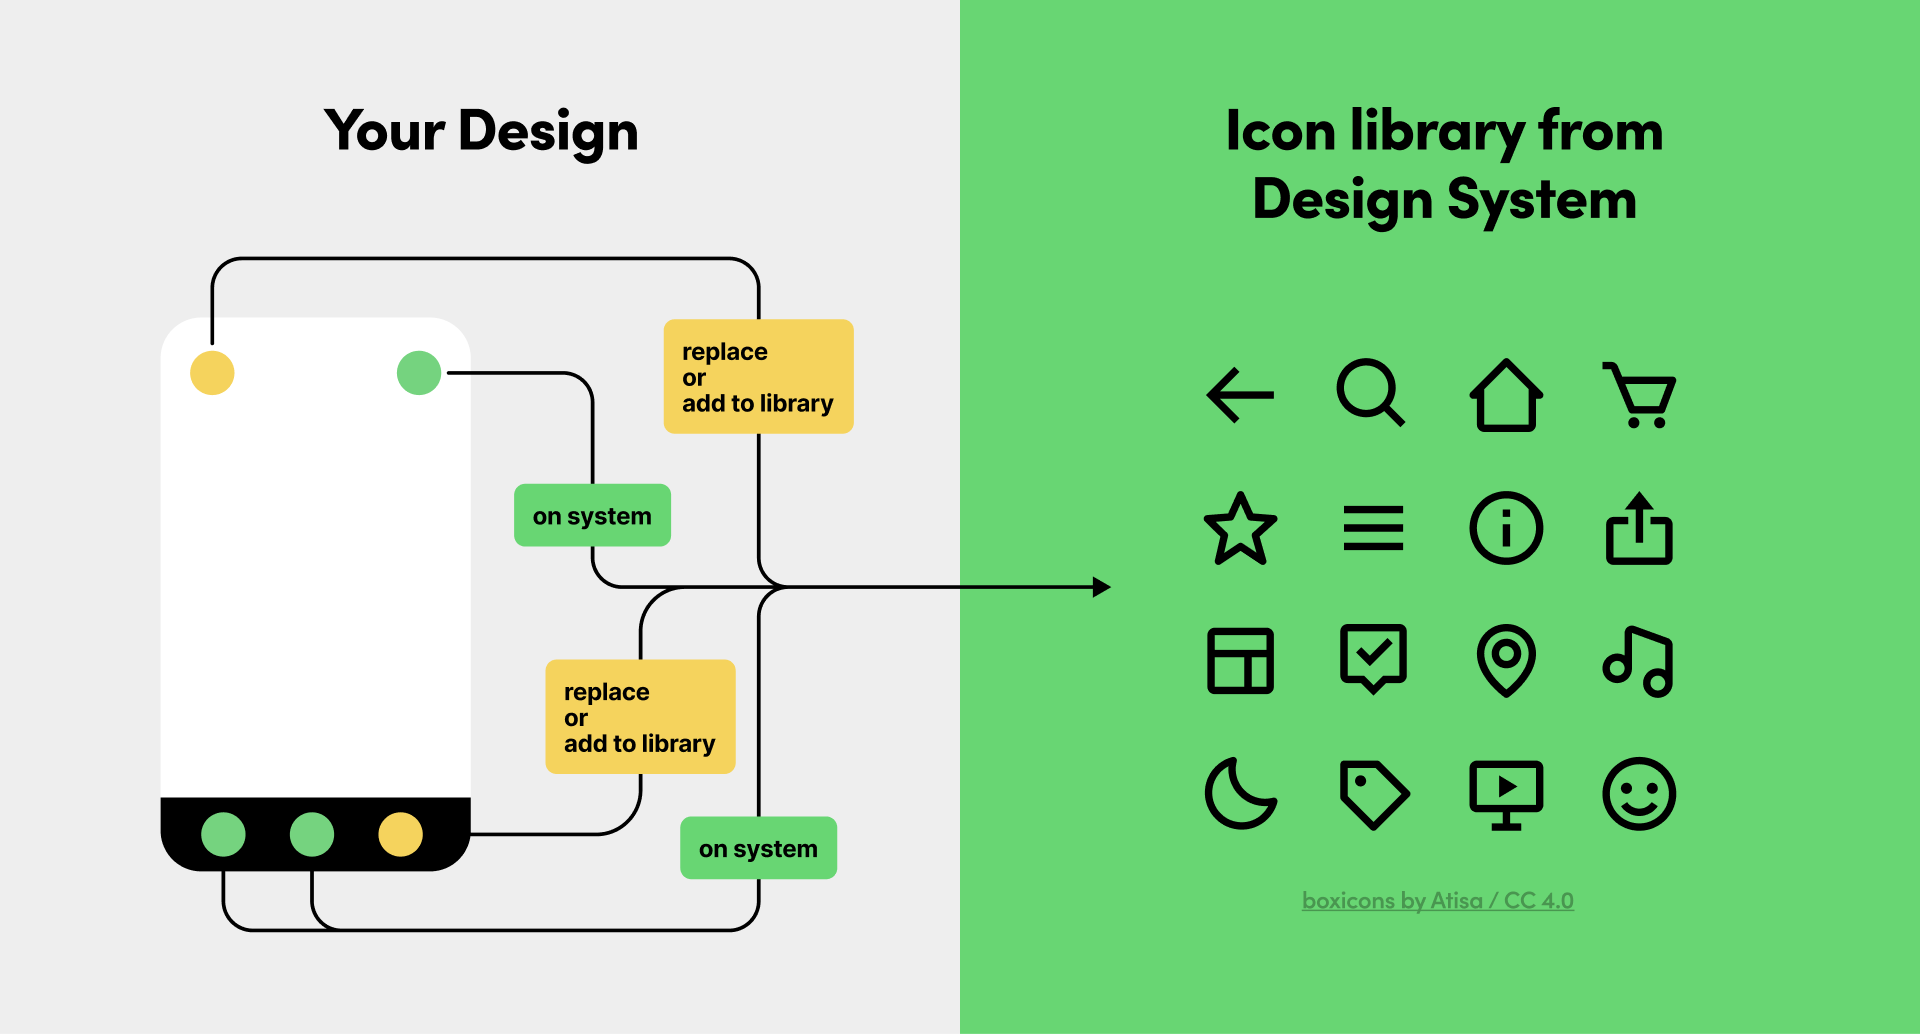 Your Design
replace
or
add to library
on system
replace
or
add to library
on system
Icon library from
Design System
boxicons by Atisa / CC 4.0